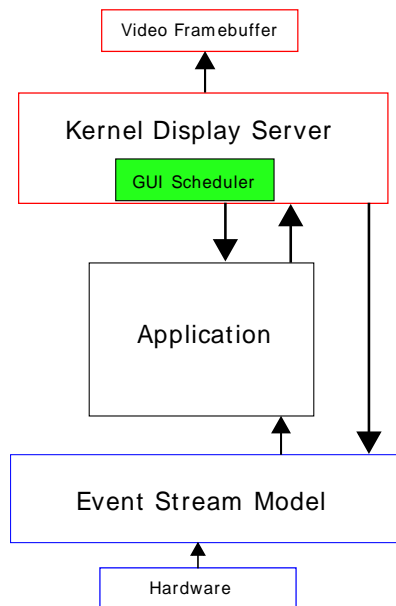 Video Framebuffer
Kernel Display Server
GUI Scheduler
Application
Event Stream Model
Hardware